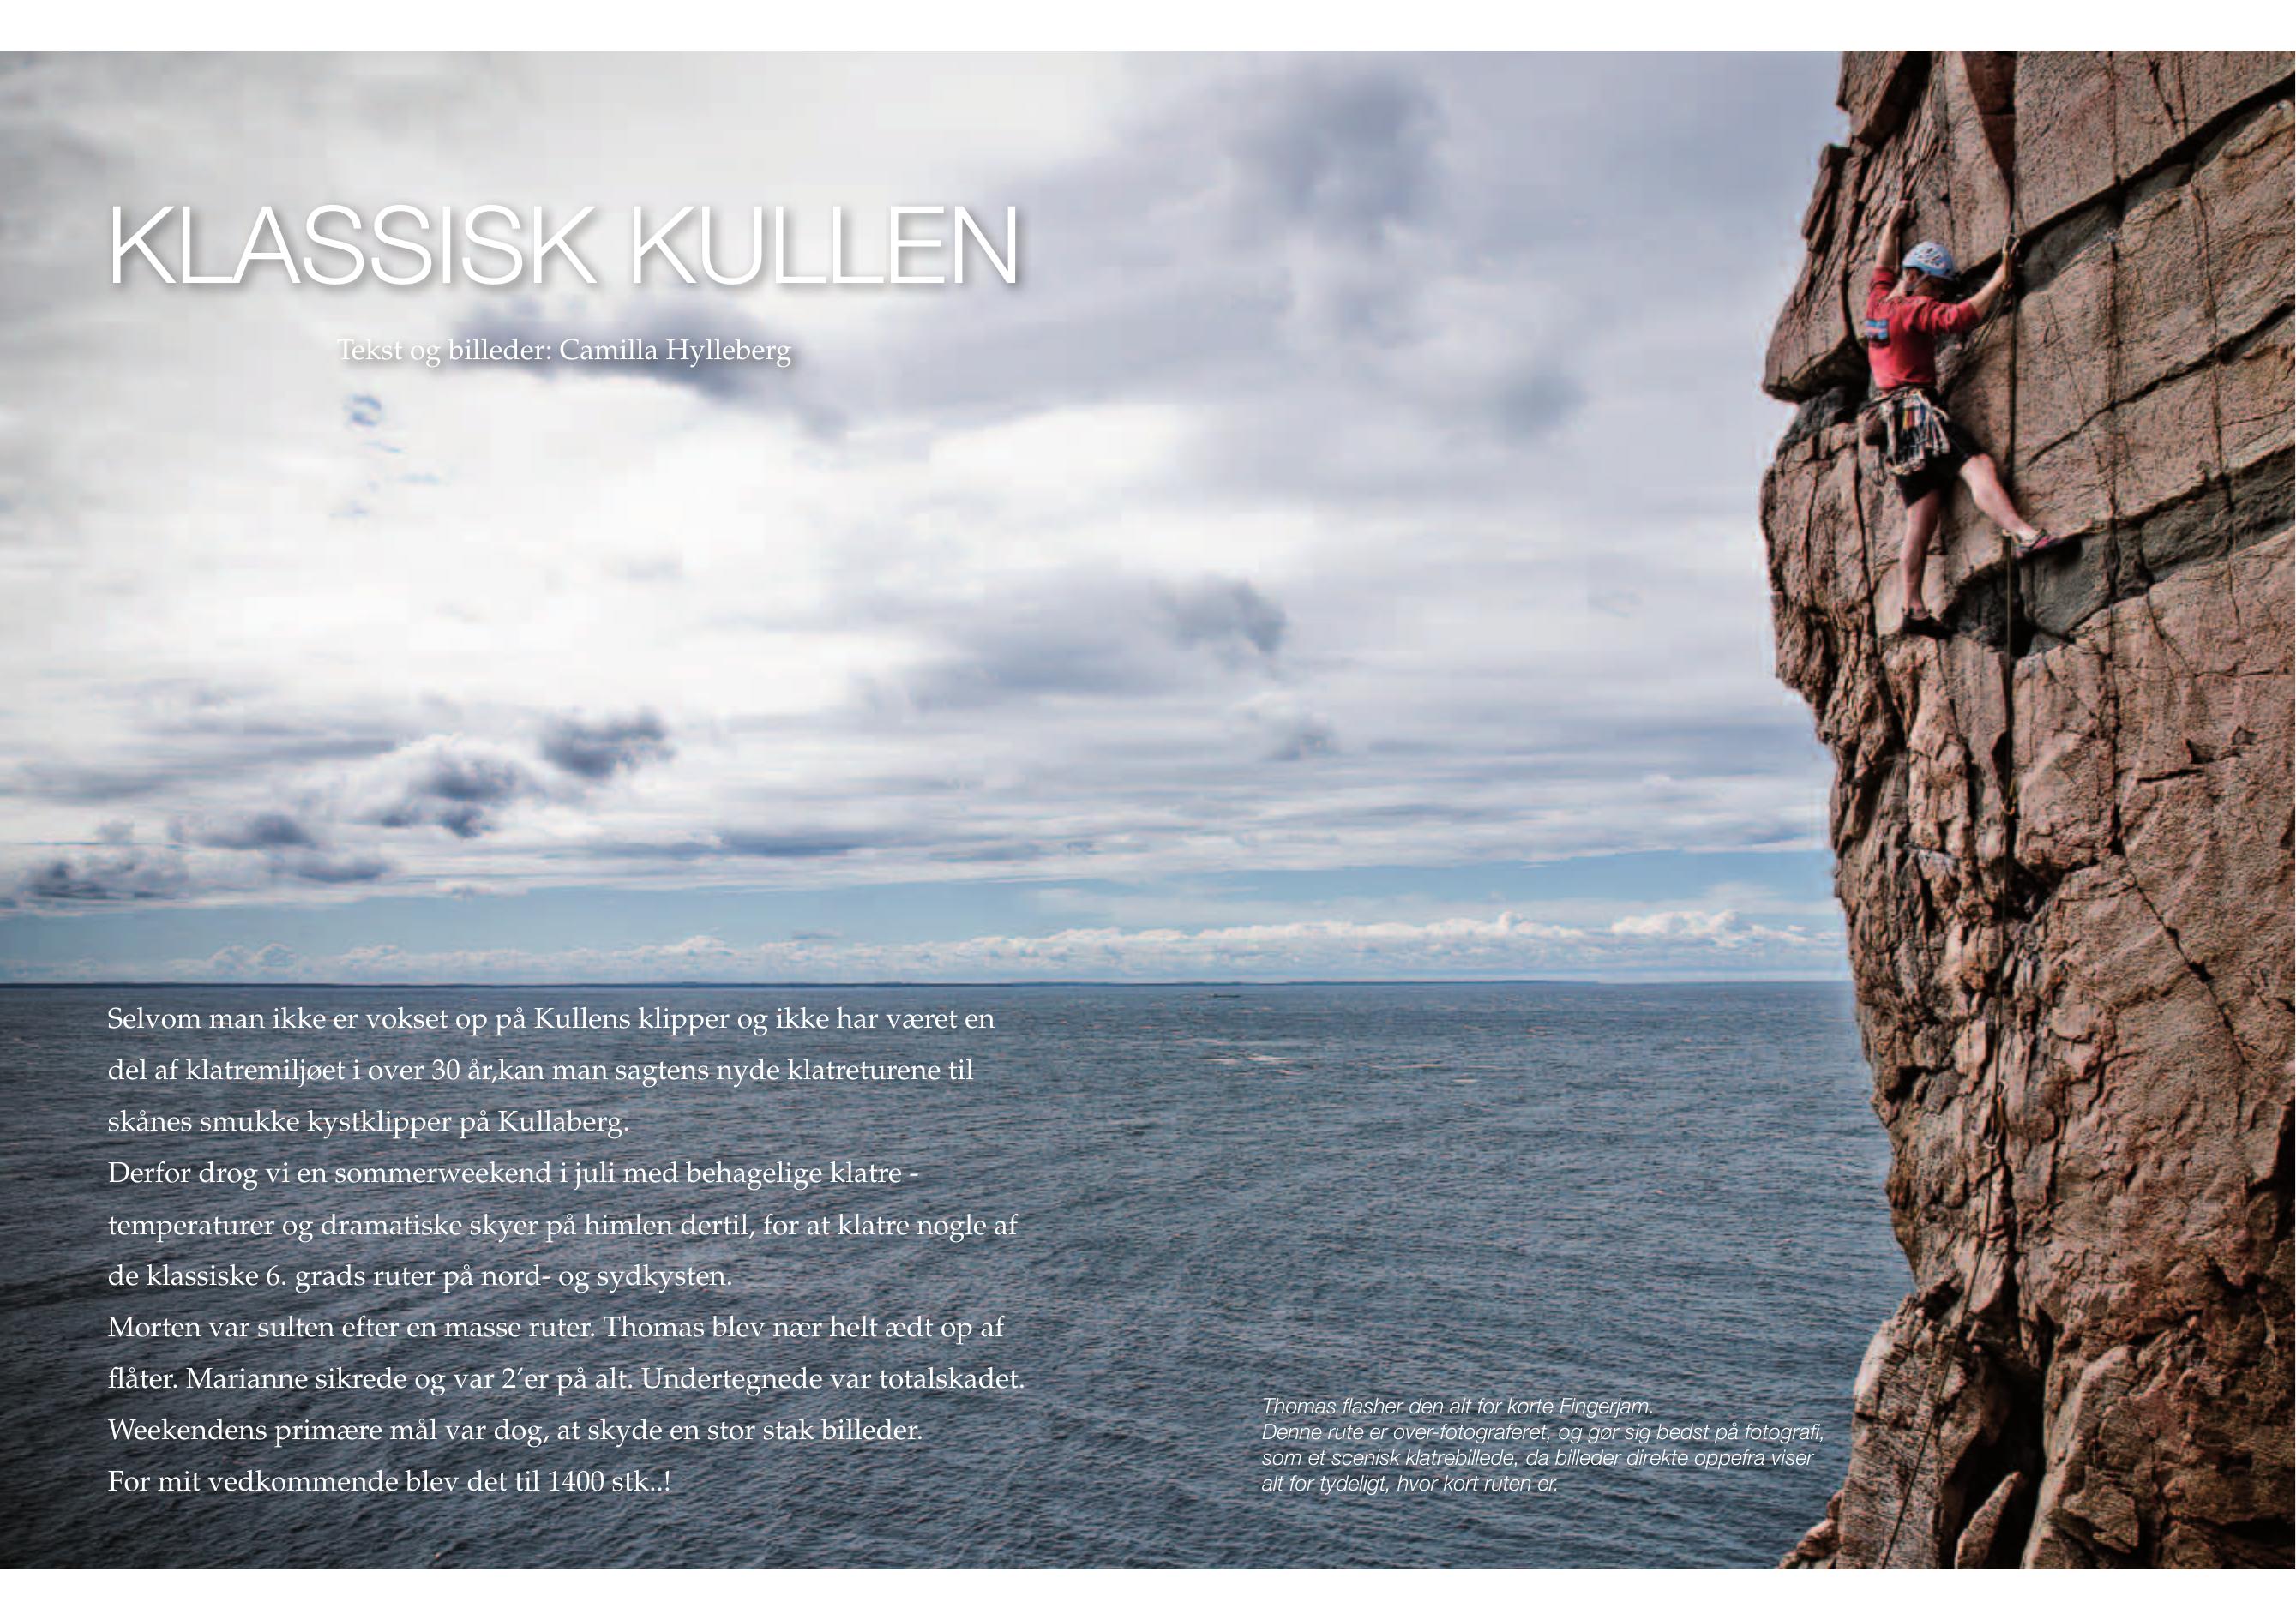 KLASSISK KULLEN
Tekst og billeder: Camilla Hylleberg
Selvom man ikke er vokset op på Kullens klipper og ikke har været en
del af klatremiljøet i over 30 år,kan man sagtens nyde klatreturene til
skånes smukke kystklipper på Kullaberg.
Derfor drog vi en sommerweekend i juli med behagelige klatre -
temperaturer og dramatiske skyer på himlen dertil, for at klatre nogle af
de klassiske 6. grads ruter på nord- og sydkysten.
Morten var sulten efter en masse ruter. Thomas blev nær helt ædt op af
flåter. Marianne sikrede og var 2’er på alt. Undertegnede var totalskadet.
Weekendens primære mål var dog, at skyde en stor stak billeder.
For mit vedkommende blev det til 1400 stk..!
Thomas flasher den alt for korte Fingerjam.
Denne rute er over-fotograferet, og gør sig bedst på fotografi,
som et scenisk klatrebillede, da billeder direkte oppefra viser
alt for tydeligt, hvor kort ruten er.